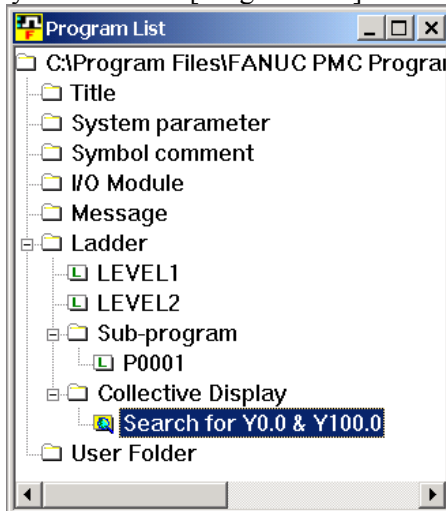 Program List
C:\Program Files\FANUC PMC Progra
Title
System parameter
Symbol comment
I/O Module
Message
Ladder
L LEVEL1
L LEVEL2
Sub-program
L P0001
Collective Display
Search for Y0.0 & Y100.0
User Folder